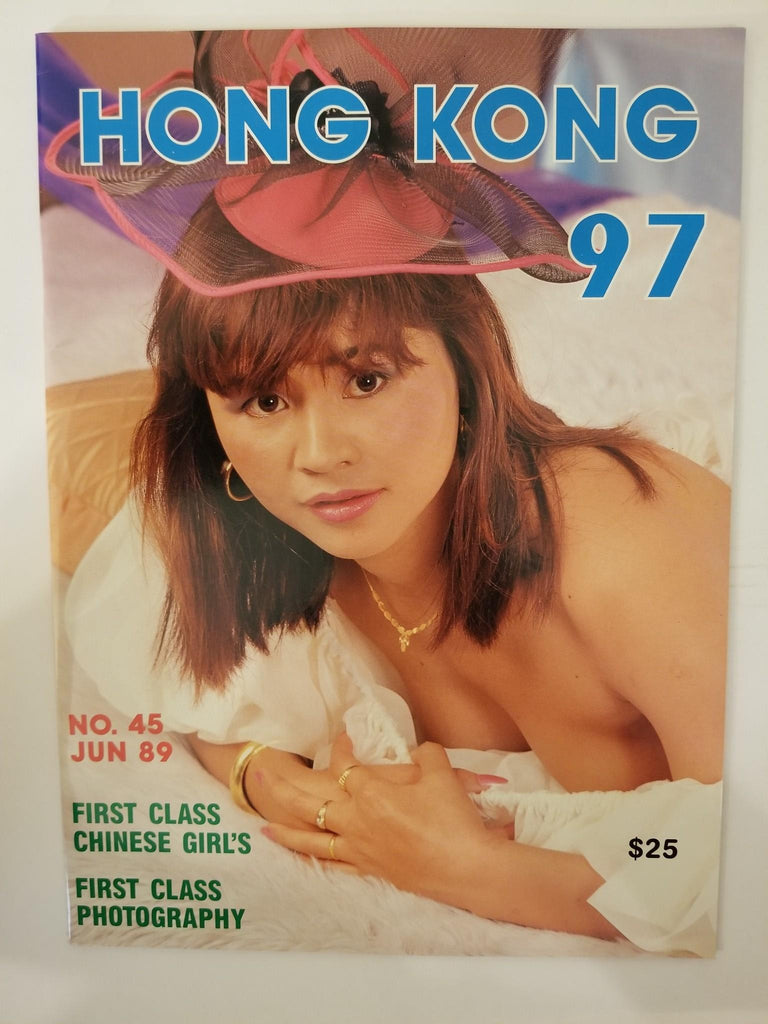 HONG KONG
97
NO. 45
JUN 89
FIRST CLASS
CHINESE GIRL'S
$25
FIRST CLASS
PHOTOGRAPHY